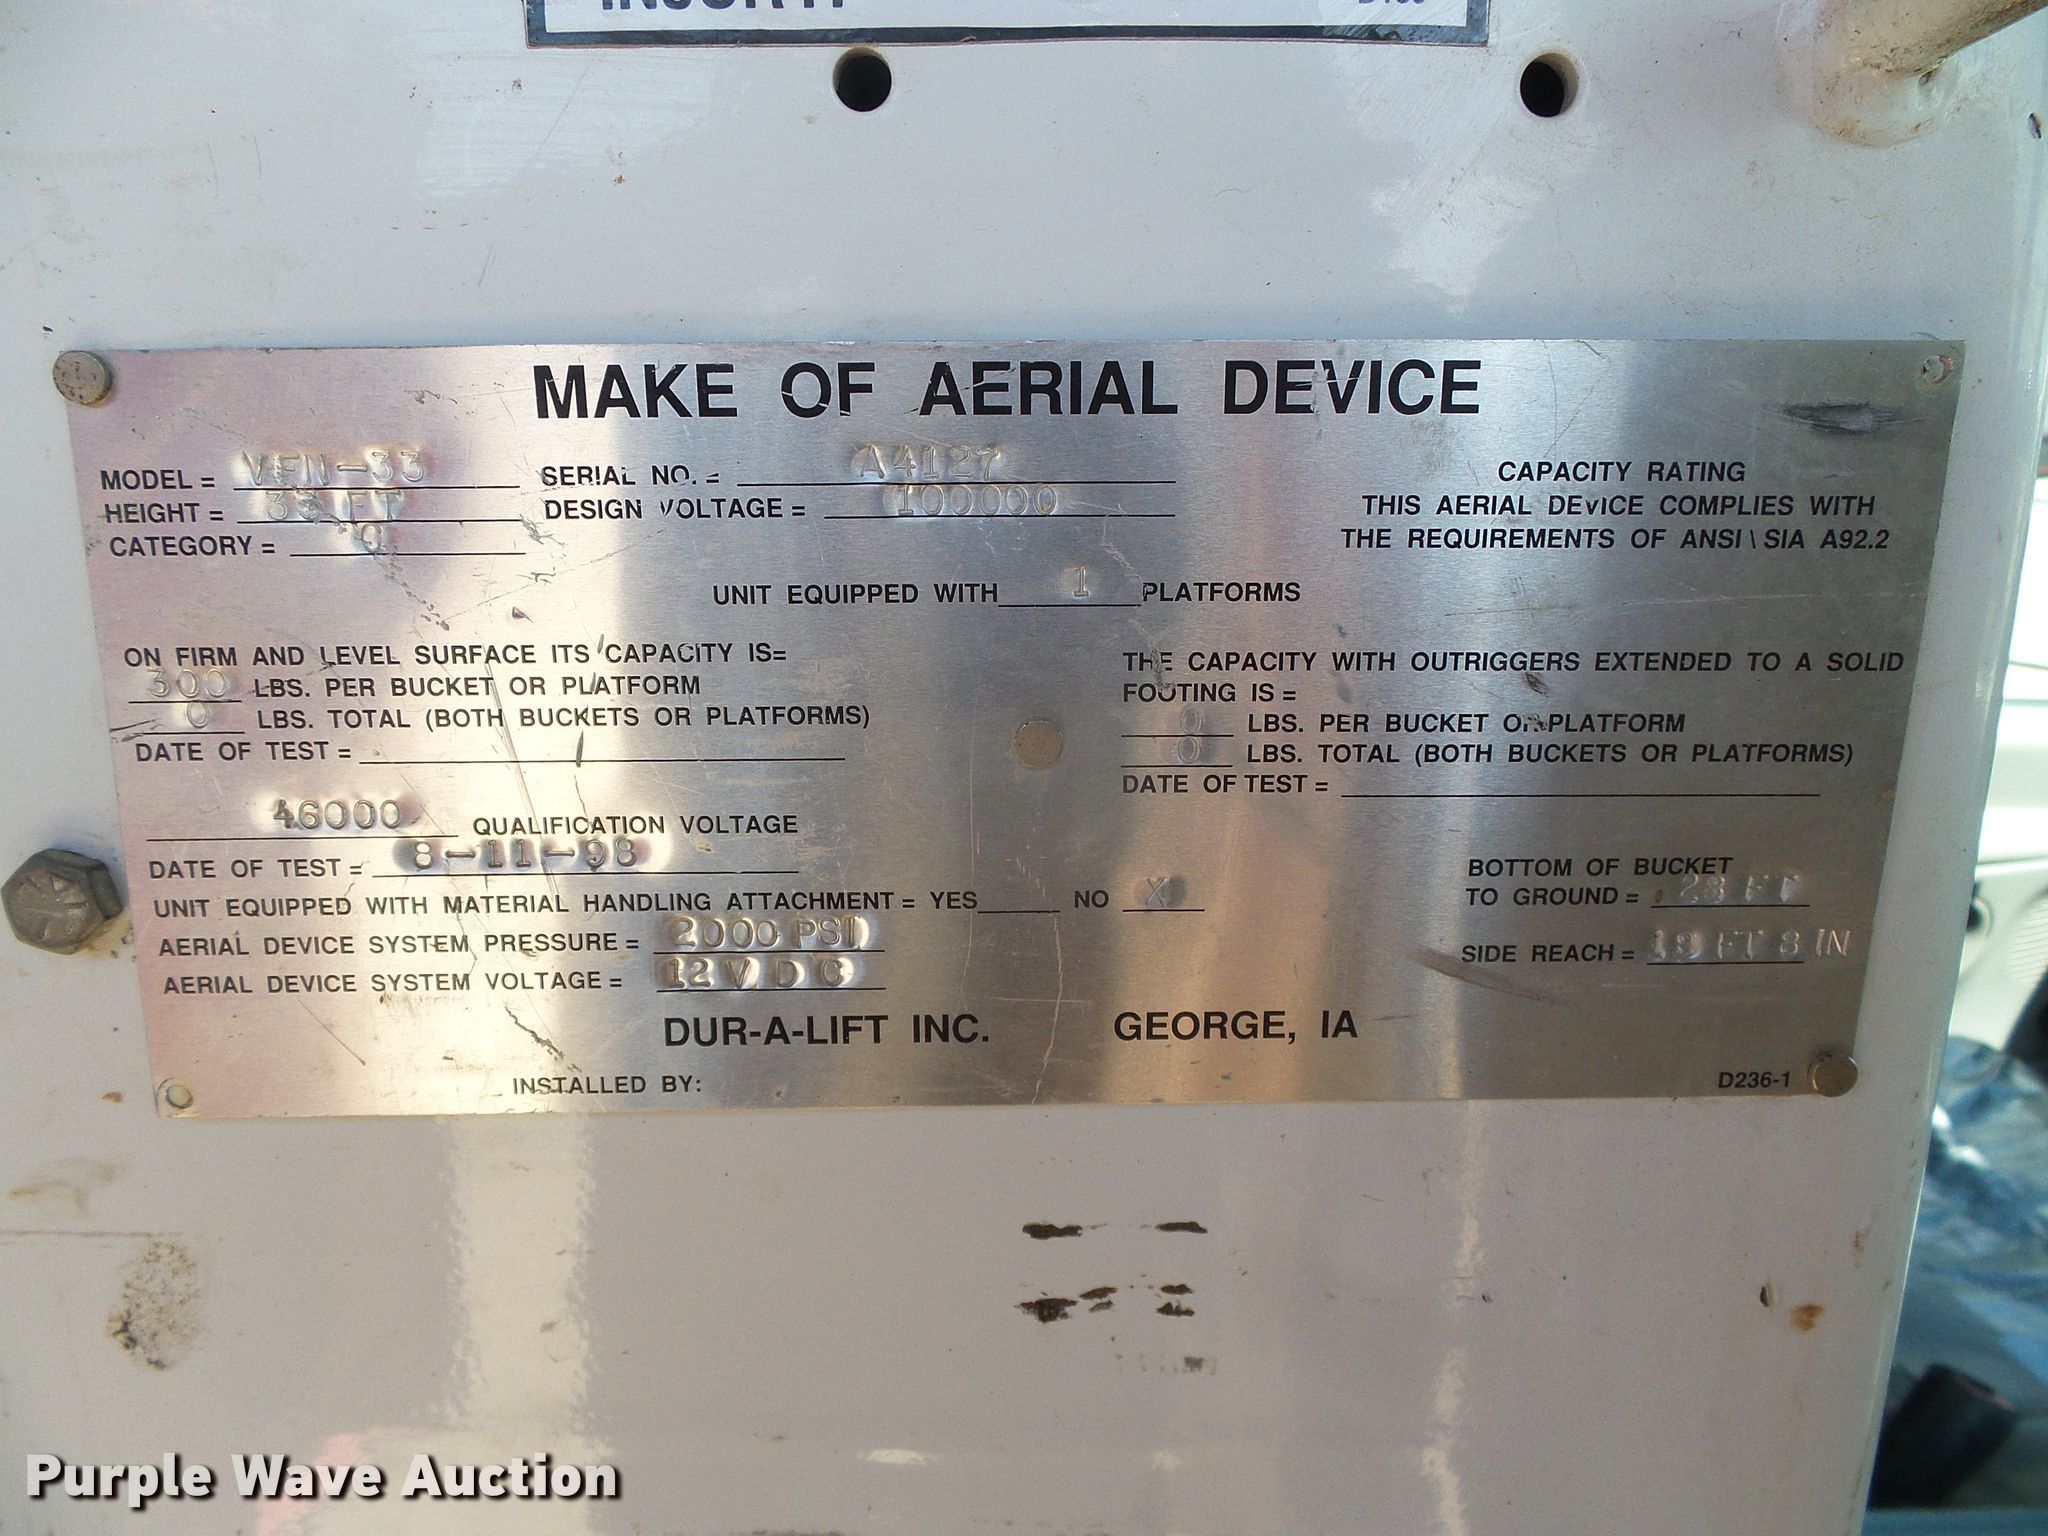 MAKE OF AERIAL DEVICE
MODEL = VFN-33
HEIGHT = 33 FT
CATEGORY = C
SERIAL NO. = A4127
DESIGN VOLTAGE = 100000
CAPACITY RATING
THIS AERIAL DEVICE COMPLIES WITH
THE REQUIREMENTS OF ANSI \ SIA A92.2
UNIT EQUIPPED WITH 1 PLATFORMS
ON FIRM AND LEVEL SURFACE ITS CAPACITY IS=
300 LBS. PER BUCKET OR PLATFORM
0 LBS. TOTAL (BOTH BUCKETS OR PLATFORMS)
DATE OF TEST =
THE CAPACITY WITH OUTRIGGERS EXTENDED TO A SOLID
FOOTING IS =
0 LBS. PER BUCKET OR PLATFORM
0 LBS. TOTAL (BOTH BUCKETS OR PLATFORMS)
DATE OF TEST =
46000 QUALIFICATION VOLTAGE
DATE OF TEST = 8-11-98
UNIT EQUIPPED WITH MATERIAL HANDLING ATTACHMENT = YES NO X
AERIAL DEVICE SYSTEM PRESSURE = 2000 PSI
AERIAL DEVICE SYSTEM VOLTAGE = 12 V D C
BOTTOM OF BUCKET
TO GROUND = 28 FT
SIDE REACH = FT 8 IN
DUR-A-LIFT INC. GEORGE, IA
INSTALLED BY:
D236-1
Purple Wave Auction